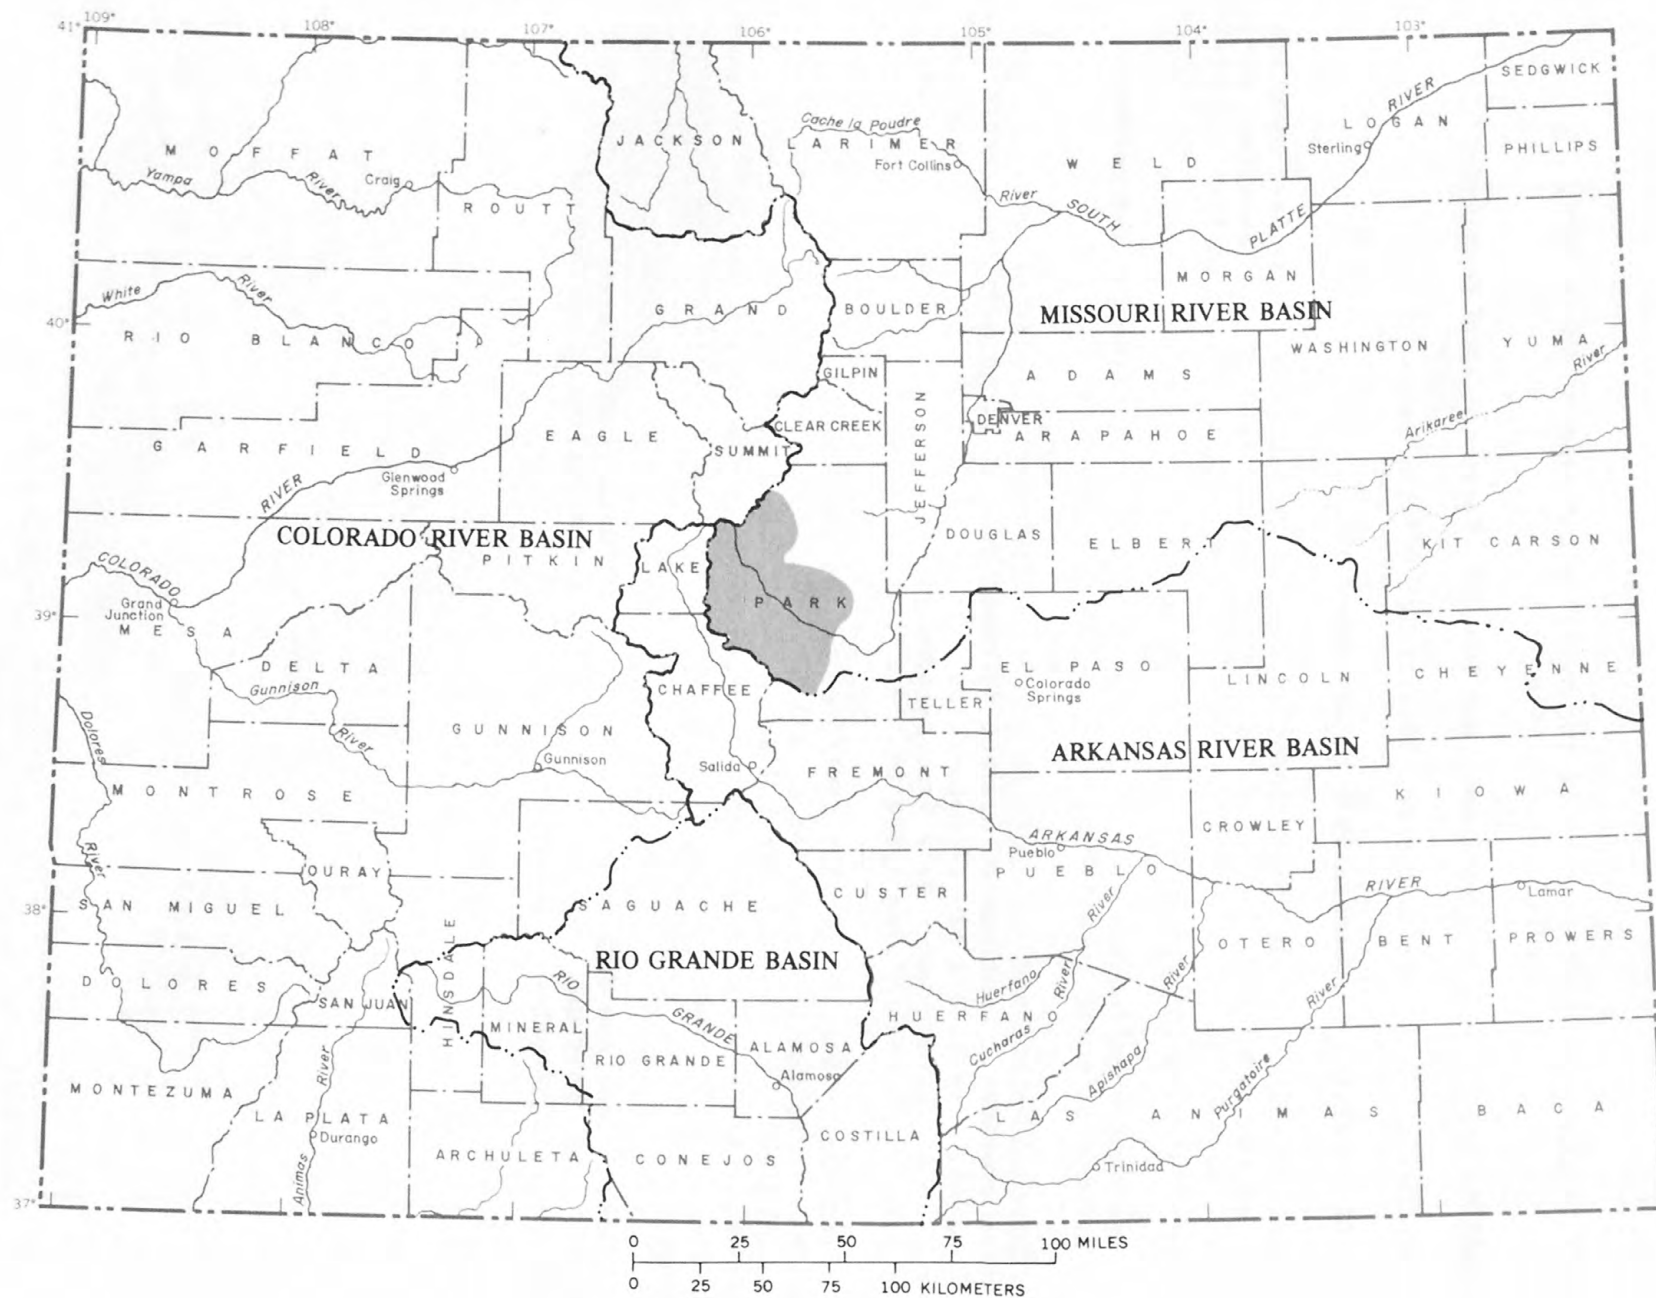 41° 109° 108° 107° 106° 105° 104° 103°
SEDGWICK
RIVER
LOGAN
Sterling
PHILLIPS
Cache la Poudre
LARIMER
Fort Collins
JACKSON
WELD
MOFFAT
Yampa
River
Craig
ROUTT
River
SOUTH
PLATTE
MORGAN
White
River
GRAND
BOULDER
MISSOURI RIVER BASIN
40°
RIO BLANCO
WASHINGTON
YUMA
River
GILPIN
ADAMS
JEFFERSON
DENVER
CLEAR CREEK
ARAPAHOE
Arikaree
GARFIELD
EAGLE
SUMMIT
Glenwood
Springs
RIVER
COLORADO RIVER BASIN
DOUGLAS
ELBERT
KIT CARSON
COLORADO
PITKIN
LAKE
PARK
Grand
Junction
39°
MESA
DELTA
Gunnison
EL PASO
Colorado
Springs
LINCOLN
CHEYENNE
CHAFFEE
TELLER
Dolores
River
GUNNISON
Gunnison
Salida
FREMONT
ARKANSAS RIVER BASIN
MONTROSE
KIOWA
CROWLEY
River
ARKANSAS
Pueblo
PUEBLO
OURAY
RIVER
Lamar
SAN MIGUEL
SAGUACHE
CUSTER
River
38°
HINSDALE
OTERO
BENT
PROWERS
RIO GRANDE BASIN
DOLORES
SAN JUAN
RIO
GRANDE
Huerfano
River
River
River
HUERFANO
MINERAL
RIO GRANDE
ALAMOSA
Alamosa
Cucharas
Apishapa
Purgatoire
MONTEZUMA
River
LA PLATA
Durango
Animas
ARCHULETA
CONEJOS
COSTILLA
LAS ANIMAS
BACA
Trinidad
37°
0 25 50 75 100 MILES
0 25 50 75 100 KILOMETERS